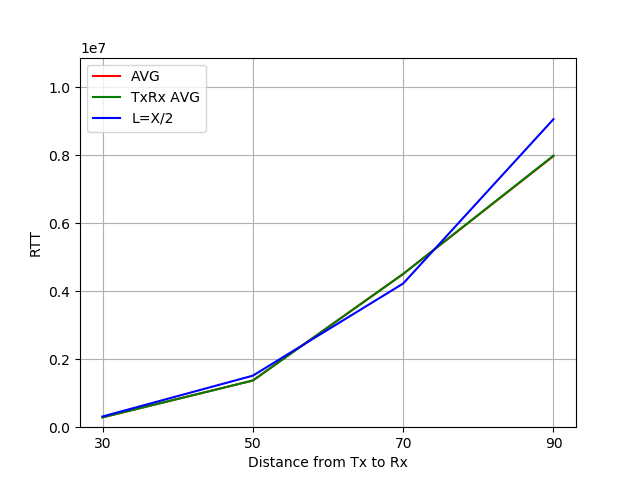 1e7
AVG
TxRx AVG
L=X/2
1.0
0.8
0.6
0.4
0.2
0.0
RTT
30 50 70 90
Distance from Tx to Rx